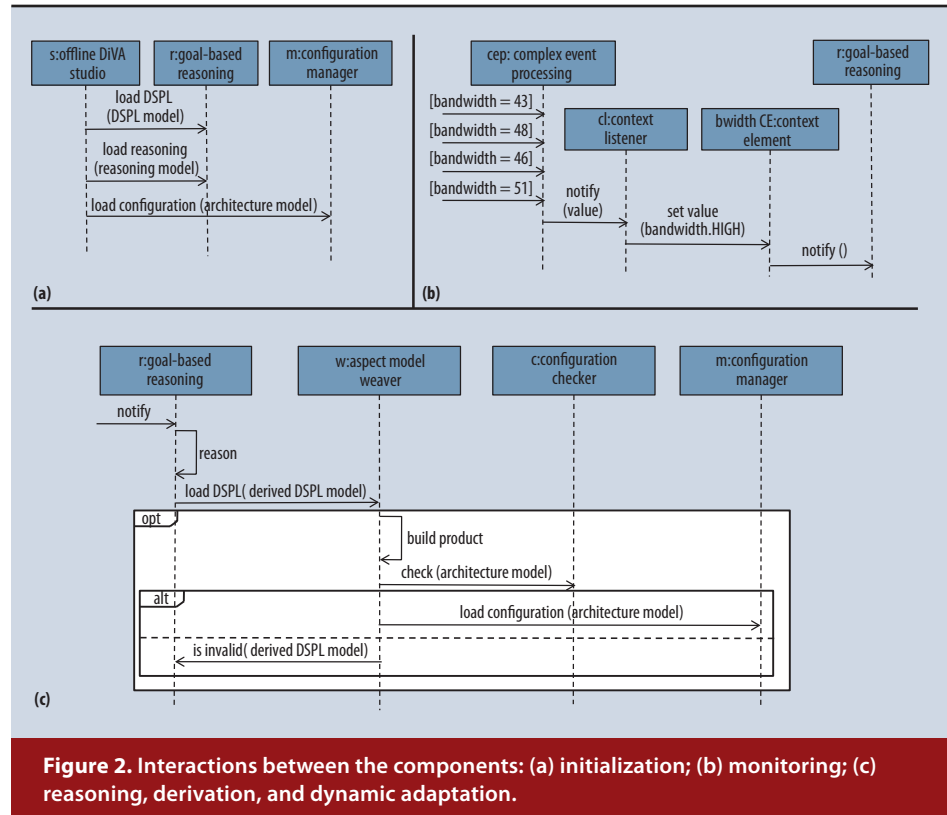 s:offline DiVA
studio
r:goal-based
reasoning
m:configuration
manager
load DSPL
(DSPL model)
load reasoning
(reasoning model)
load configuration (architecture model)
(a)
cep: complex event
processing
r:goal-based
reasoning
[bandwidth = 43]
[bandwidth = 48]
[bandwidth = 46]
[bandwidth = 51]
cl:context
listener
bwidth CE:context
element
notify
(value)
set value
(bandwidth.HIGH)
notify ()
(b)
r:goal-based
reasoning
w:aspect model
weaver
c:configuration
checker
m:configuration
manager
notify
reason
load DSPL( derived DSPL model)
opt
build product
check (architecture model)
alt
load configuration (architecture model)
is invalid( derived DSPL model)
(c)
Figure 2. Interactions between the components: (a) initialization; (b) monitoring; (c)
reasoning, derivation, and dynamic adaptation.